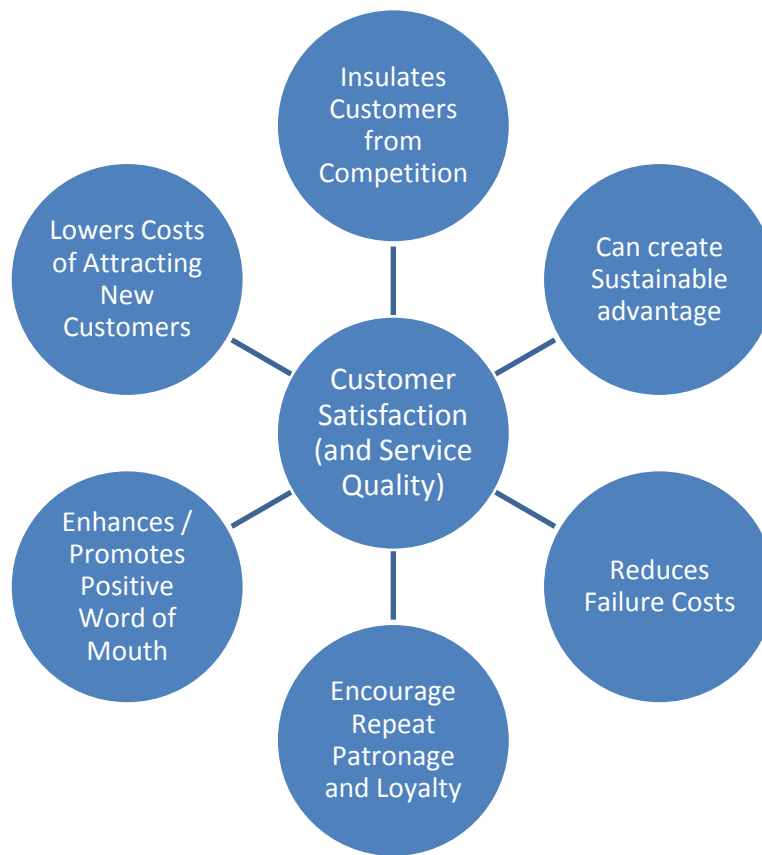 Insulates
Customers
from
Competition
Lowers Costs
of Attracting
New
Customers
Can create
Sustainable
advantage
Customer
Satisfaction
(and Service
Quality)
Enhances /
Promotes
Positive
Word of
Mouth
Reduces
Failure Costs
Encourage
Repeat
Patronage
and Loyalty